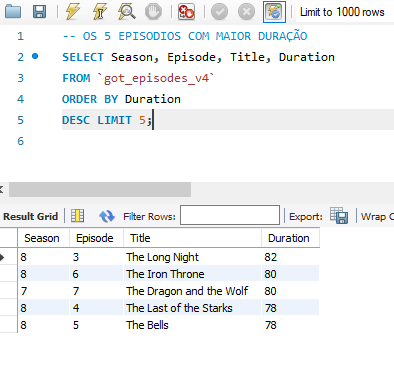 Limit to 1000 rows
1 -- OS 5 EPISODIOS COM MAIOR DURAÇÃO
2 SELECT Season, Episode, Title, Duration
3 FROM `got_episodes_v4`
4 ORDER BY Duration
5 DESC LIMIT 5;
6
Result Grid Filter Rows: Export: Wrap C
Season Episode Title Duration
8 3 The Long Night 82
8 6 The Iron Throne 80
7 7 The Dragon and the Wolf 80
8 4 The Last of the Starks 78
8 5 The Bells 78